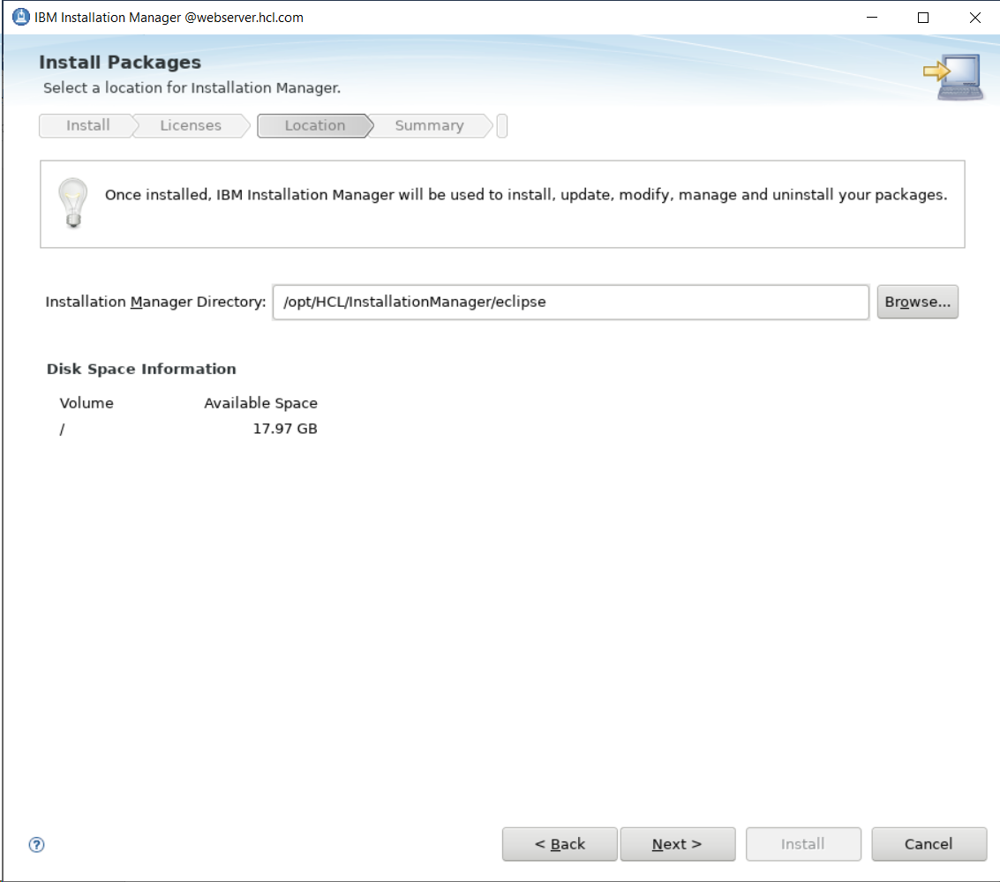 IBM Installation Manager @webserver.hcl.com
Install Packages
Select a location for Installation Manager.
Install Licenses Location Summary
Once installed, IBM Installation Manager will be used to install, update, modify, manage and uninstall your packages.
Installation Manager Directory: /opt/HCL/InstallationManager/eclipse Browse...
Disk Space Information
Volume Available Space
/ 17.97 GB
? < Back Next > Install Cancel